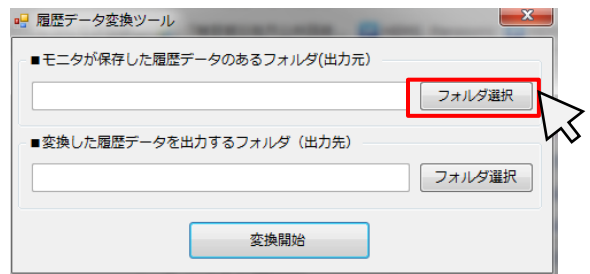 履歴データ変換ツール
■モニタが保存した履歴データのあるフォルダ(出力元)
フォルダ選択
■変換した履歴データを出力するフォルダ（出力先）
フォルダ選択
変換開始